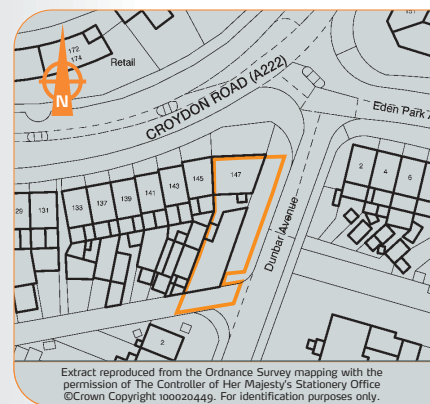 151
172
174
Retail
N
CROYDON ROAD (A222)
Eden Park A
29
131
133
137
139
141
143
145
147
2
4
6
Dunbar Avenue
2
Extract reproduced from the Ordnance Survey mapping with the
permission of The Controller of Her Majesty's Stationery Office
©Crown Copyright 100020449. For identification purposes only.